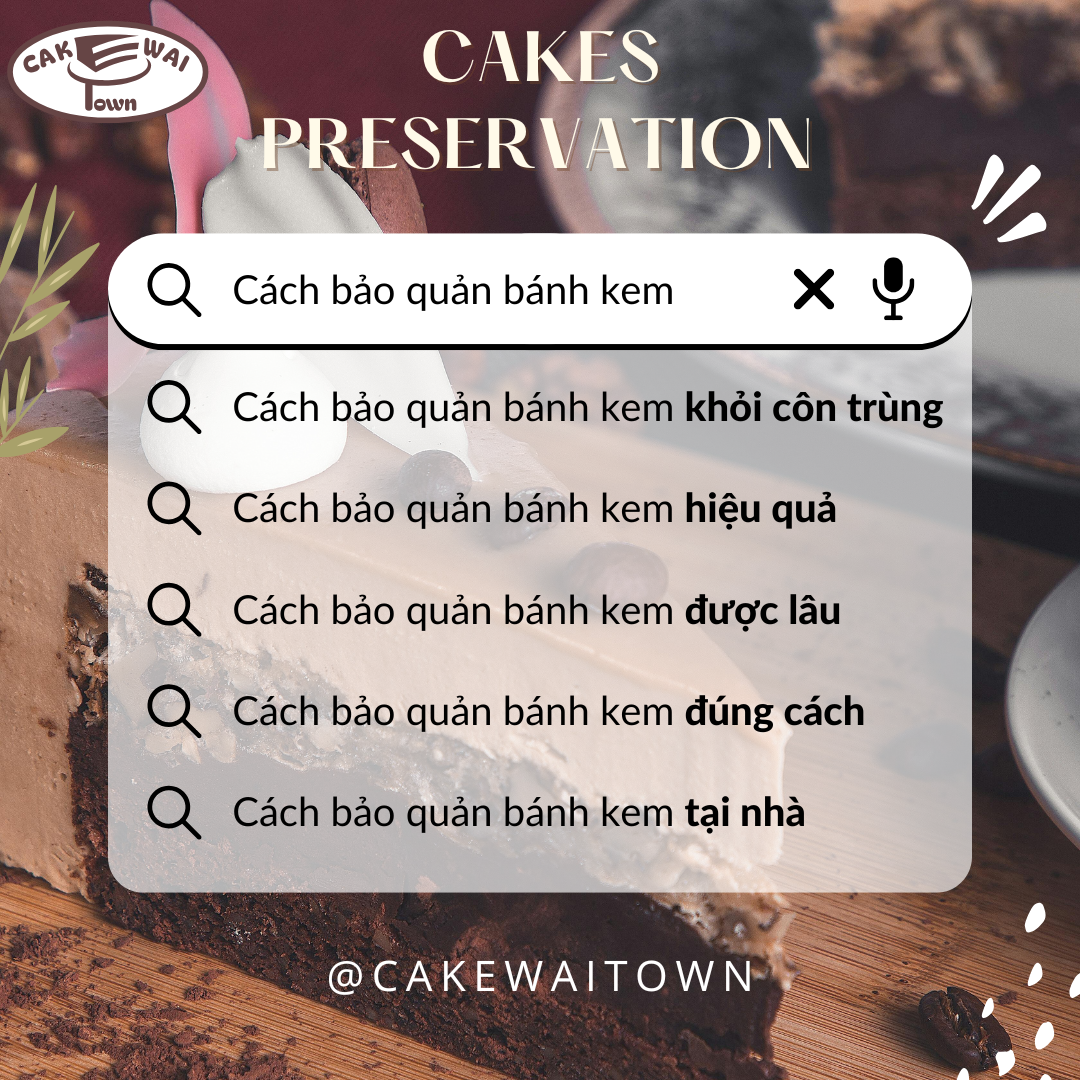 CAKEWAI
Town
CAKES
PRESERVATION
Cách bảo quản bánh kem
Cách bảo quản bánh kem khỏi côn trùng
Cách bảo quản bánh kem hiệu quả
Cách bảo quản bánh kem được lâu
Cách bảo quản bánh kem đúng cách
Cách bảo quản bánh kem tại nhà
@CAKEWAITOWN